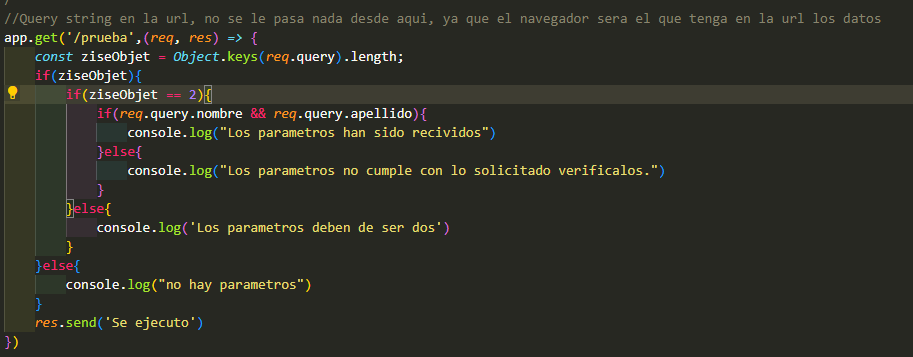 /
//Query string en la url, no se le pasa nada desde aqui, ya que el navegador sera el que tenga en la url los datos
app.get('/prueba',(req, res) => {
    const ziseObjet = Object.keys(req.query).length;
    if(ziseObjet){
        if(ziseObjet == 2){
            if(req.query.nombre && req.query.apellido){
                console.log("Los parametros han sido recividos")
            }else{
                console.log("Los parametros no cumple con lo solicitado verificalos.")
            }
        }else{
            console.log('Los parametros deben de ser dos')
        }
    }else{
        console.log("no hay parametros")
    }
    res.send('Se ejecuto')
})